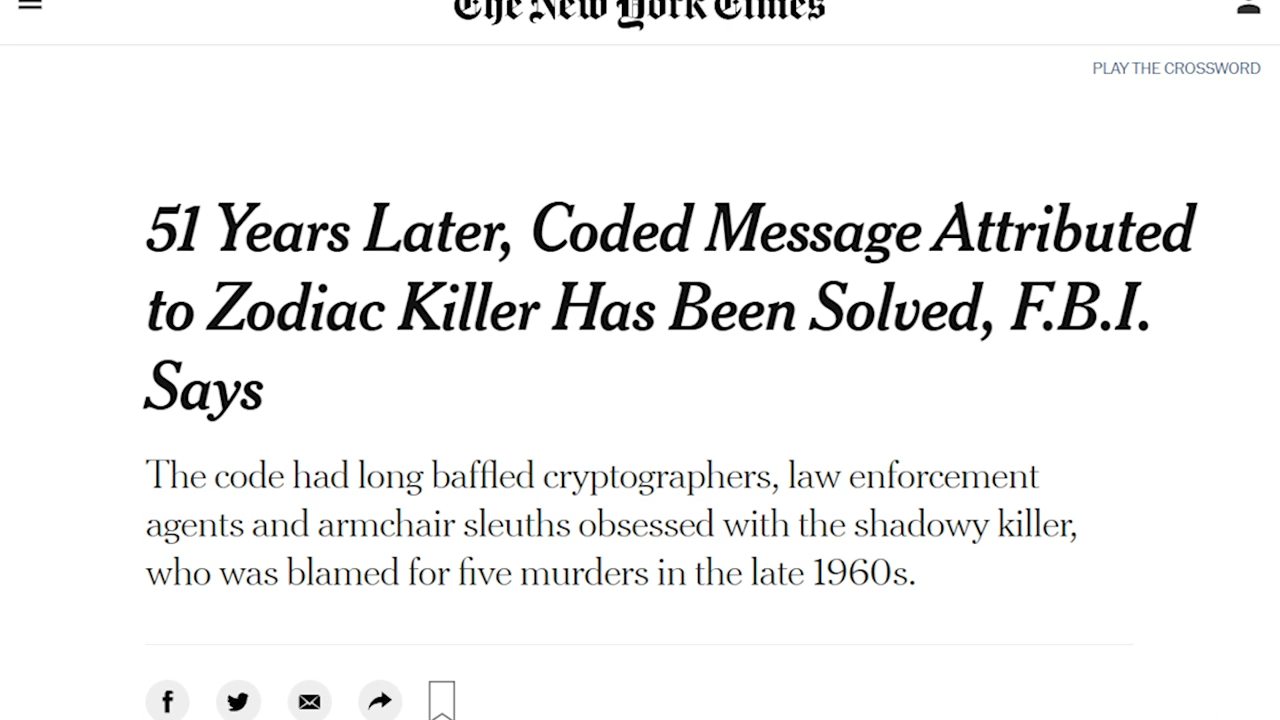 The New York Times
PLAY THE CROSSWORD
51 Years Later, Coded Message Attributed
to Zodiac Killer Has Been Solved, F.B.I.
Says
The code had long baffled cryptographers, law enforcement
agents and armchair sleuths obsessed with the shadowy killer,
who was blamed for five murders in the late 1960s.